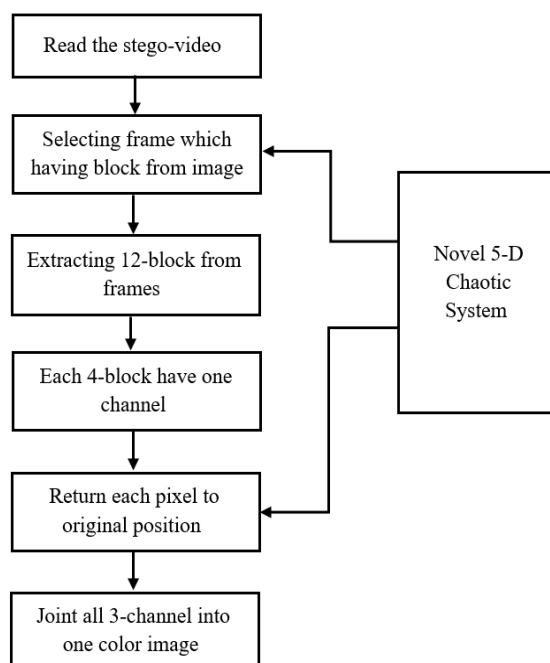 Read the stego-video
Selecting frame which
having block from image
Extracting 12-block from
frames
Each 4-block have one
channel
Return each pixel to
original position
Joint all 3-channel into
one color image
Novel 5-D
Chaotic
System